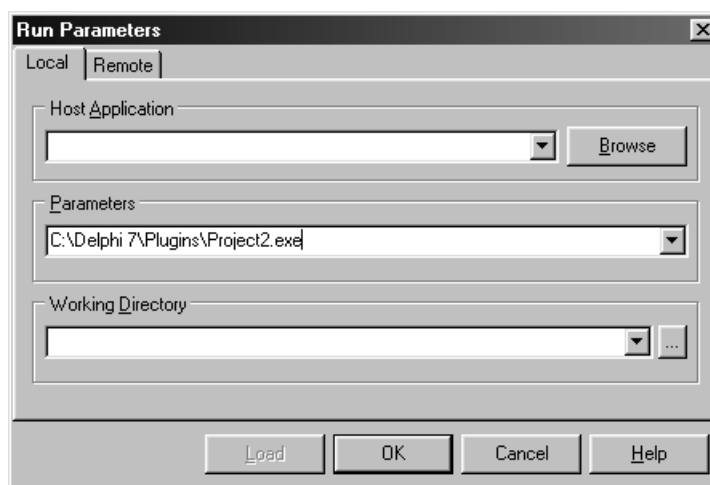 Run Parameters
Local Remote
Host Application
Browse
Parameters
C:\Delphi 7\Plugins\Project2.exe
Working Directory
...
Load OK Cancel Help